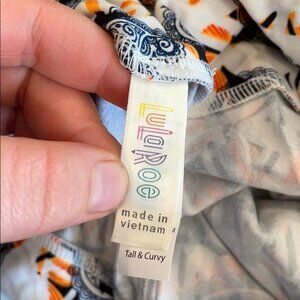 LuLaRoe
made in
vietnam
Tall & Curvy